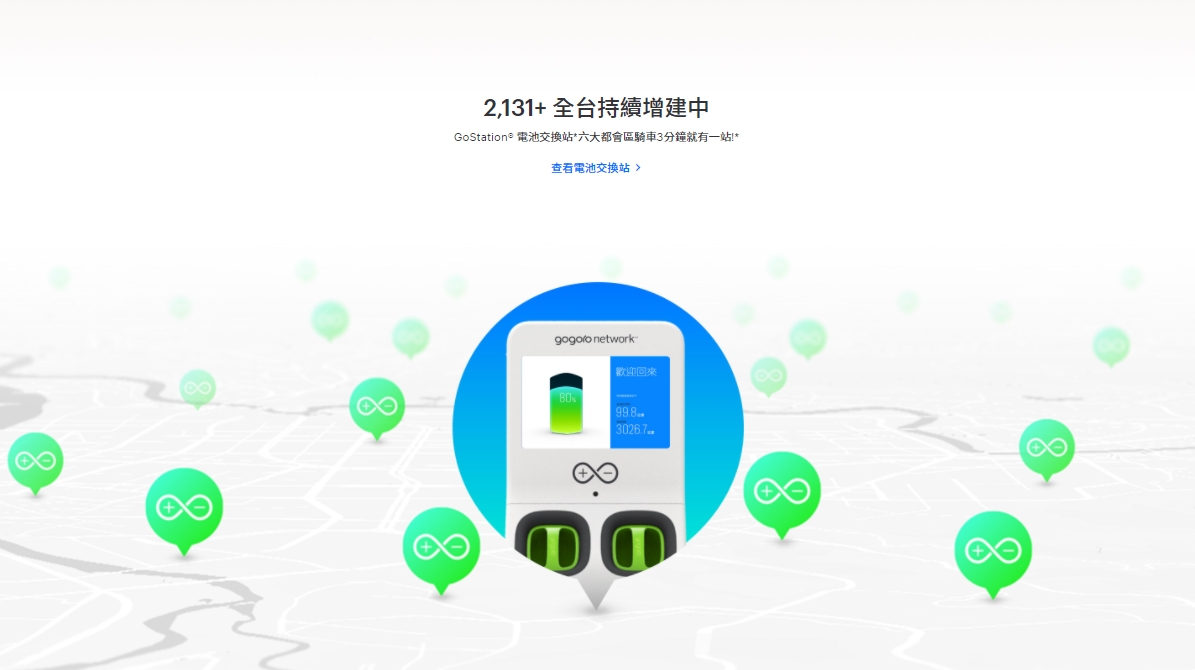 2,131+ 全台持續增建中
GoStation® 電池交換站*六大都會區騎車3分鐘就有一站!*
查看電池交換站 >
gogoro network™
80%
歡迎回來
99.8
3026.7